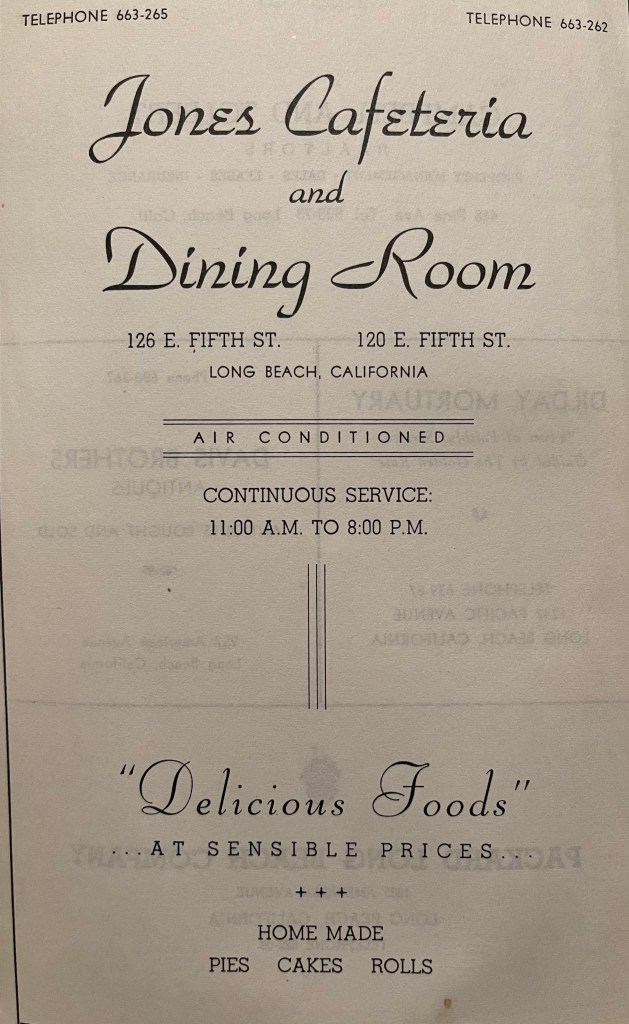 TELEPHONE 663-265
TELEPHONE 663-262
Jones Cafeteria
and
Dining Room
126 E. FIFTH ST. 120 E. FIFTH ST.
LONG BEACH, CALIFORNIA
AIR CONDITIONED
CONTINUOUS SERVICE:
11:00 A.M. TO 8:00 P.M.
"Delicious Foods"
...AT SENSIBLE PRICES...
+ + +
HOME MADE
PIES CAKES ROLLS